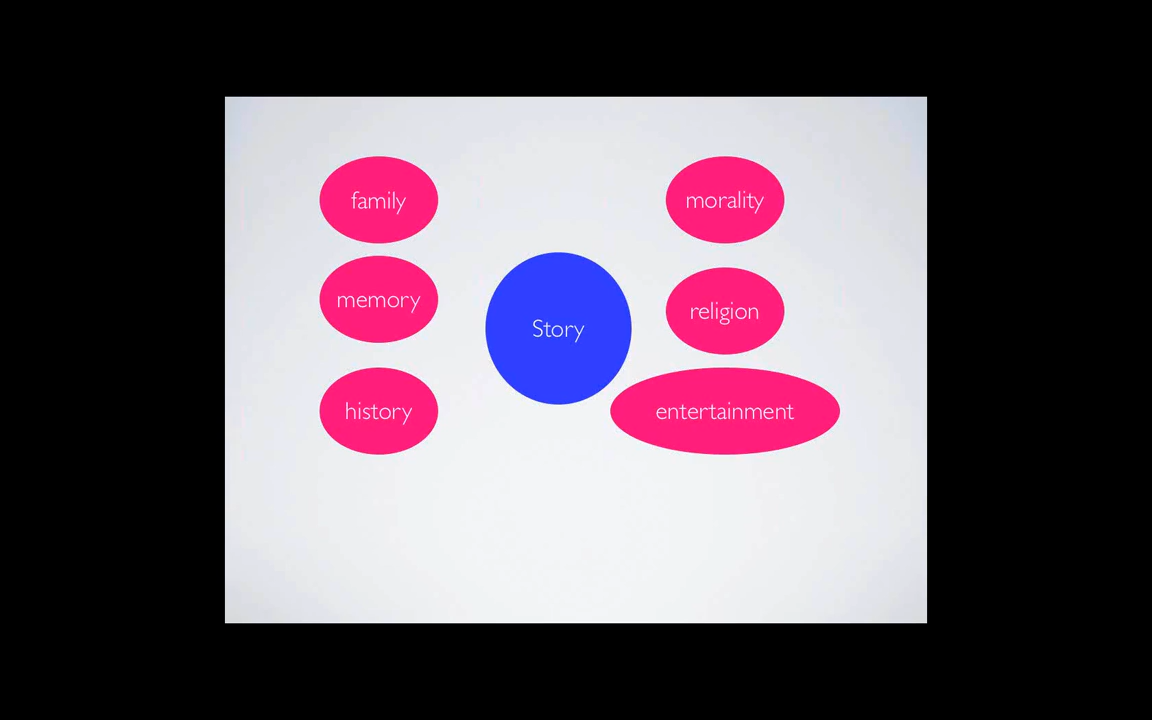 family
memory
history
Story
morality
religion
entertainment